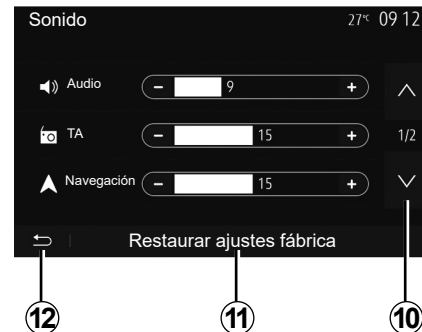 Sonido 27°C 09 12
Audio - 9 +
TA - 15 + 1/2
Navegación - 15 +
Restaurar ajustes fábrica
12 11 10